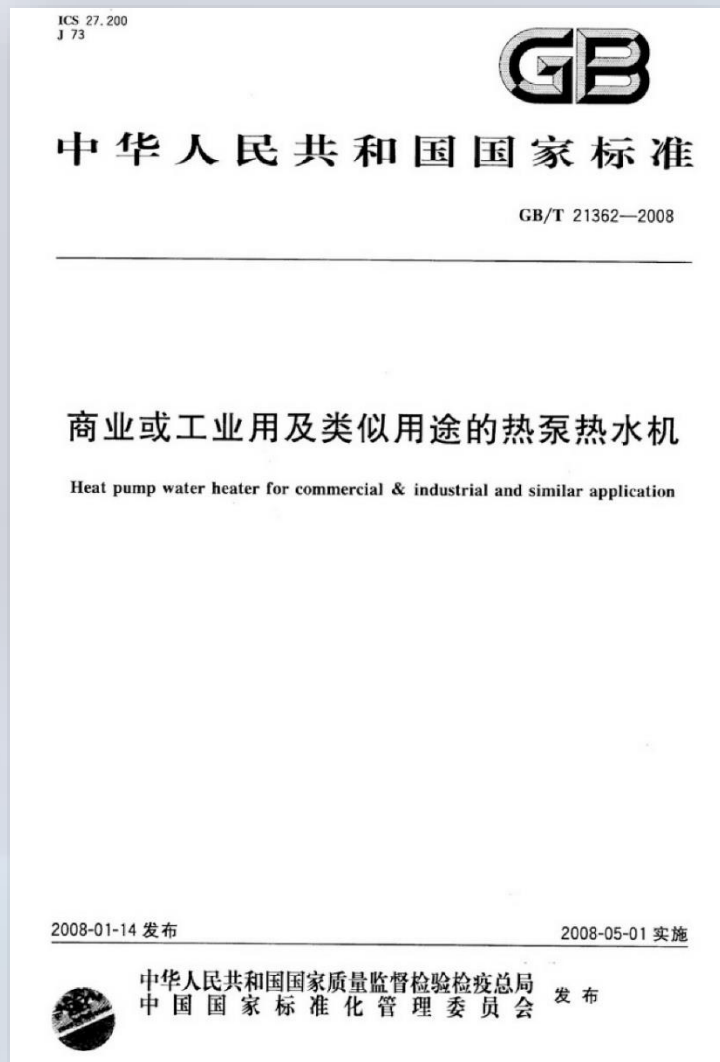 ICS 27.200
J 73
GB
中华人民共和国国家标准
GB/T 21362—2008
商业或工业用及类似用途的热泵热水机
Heat pump water heater for commercial & industrial and similar application
2008-01-14 发布
2008-05-01 实施
中华人民共和国国家质量监督检验检疫总局
中国国家标准化管理委员会
发布